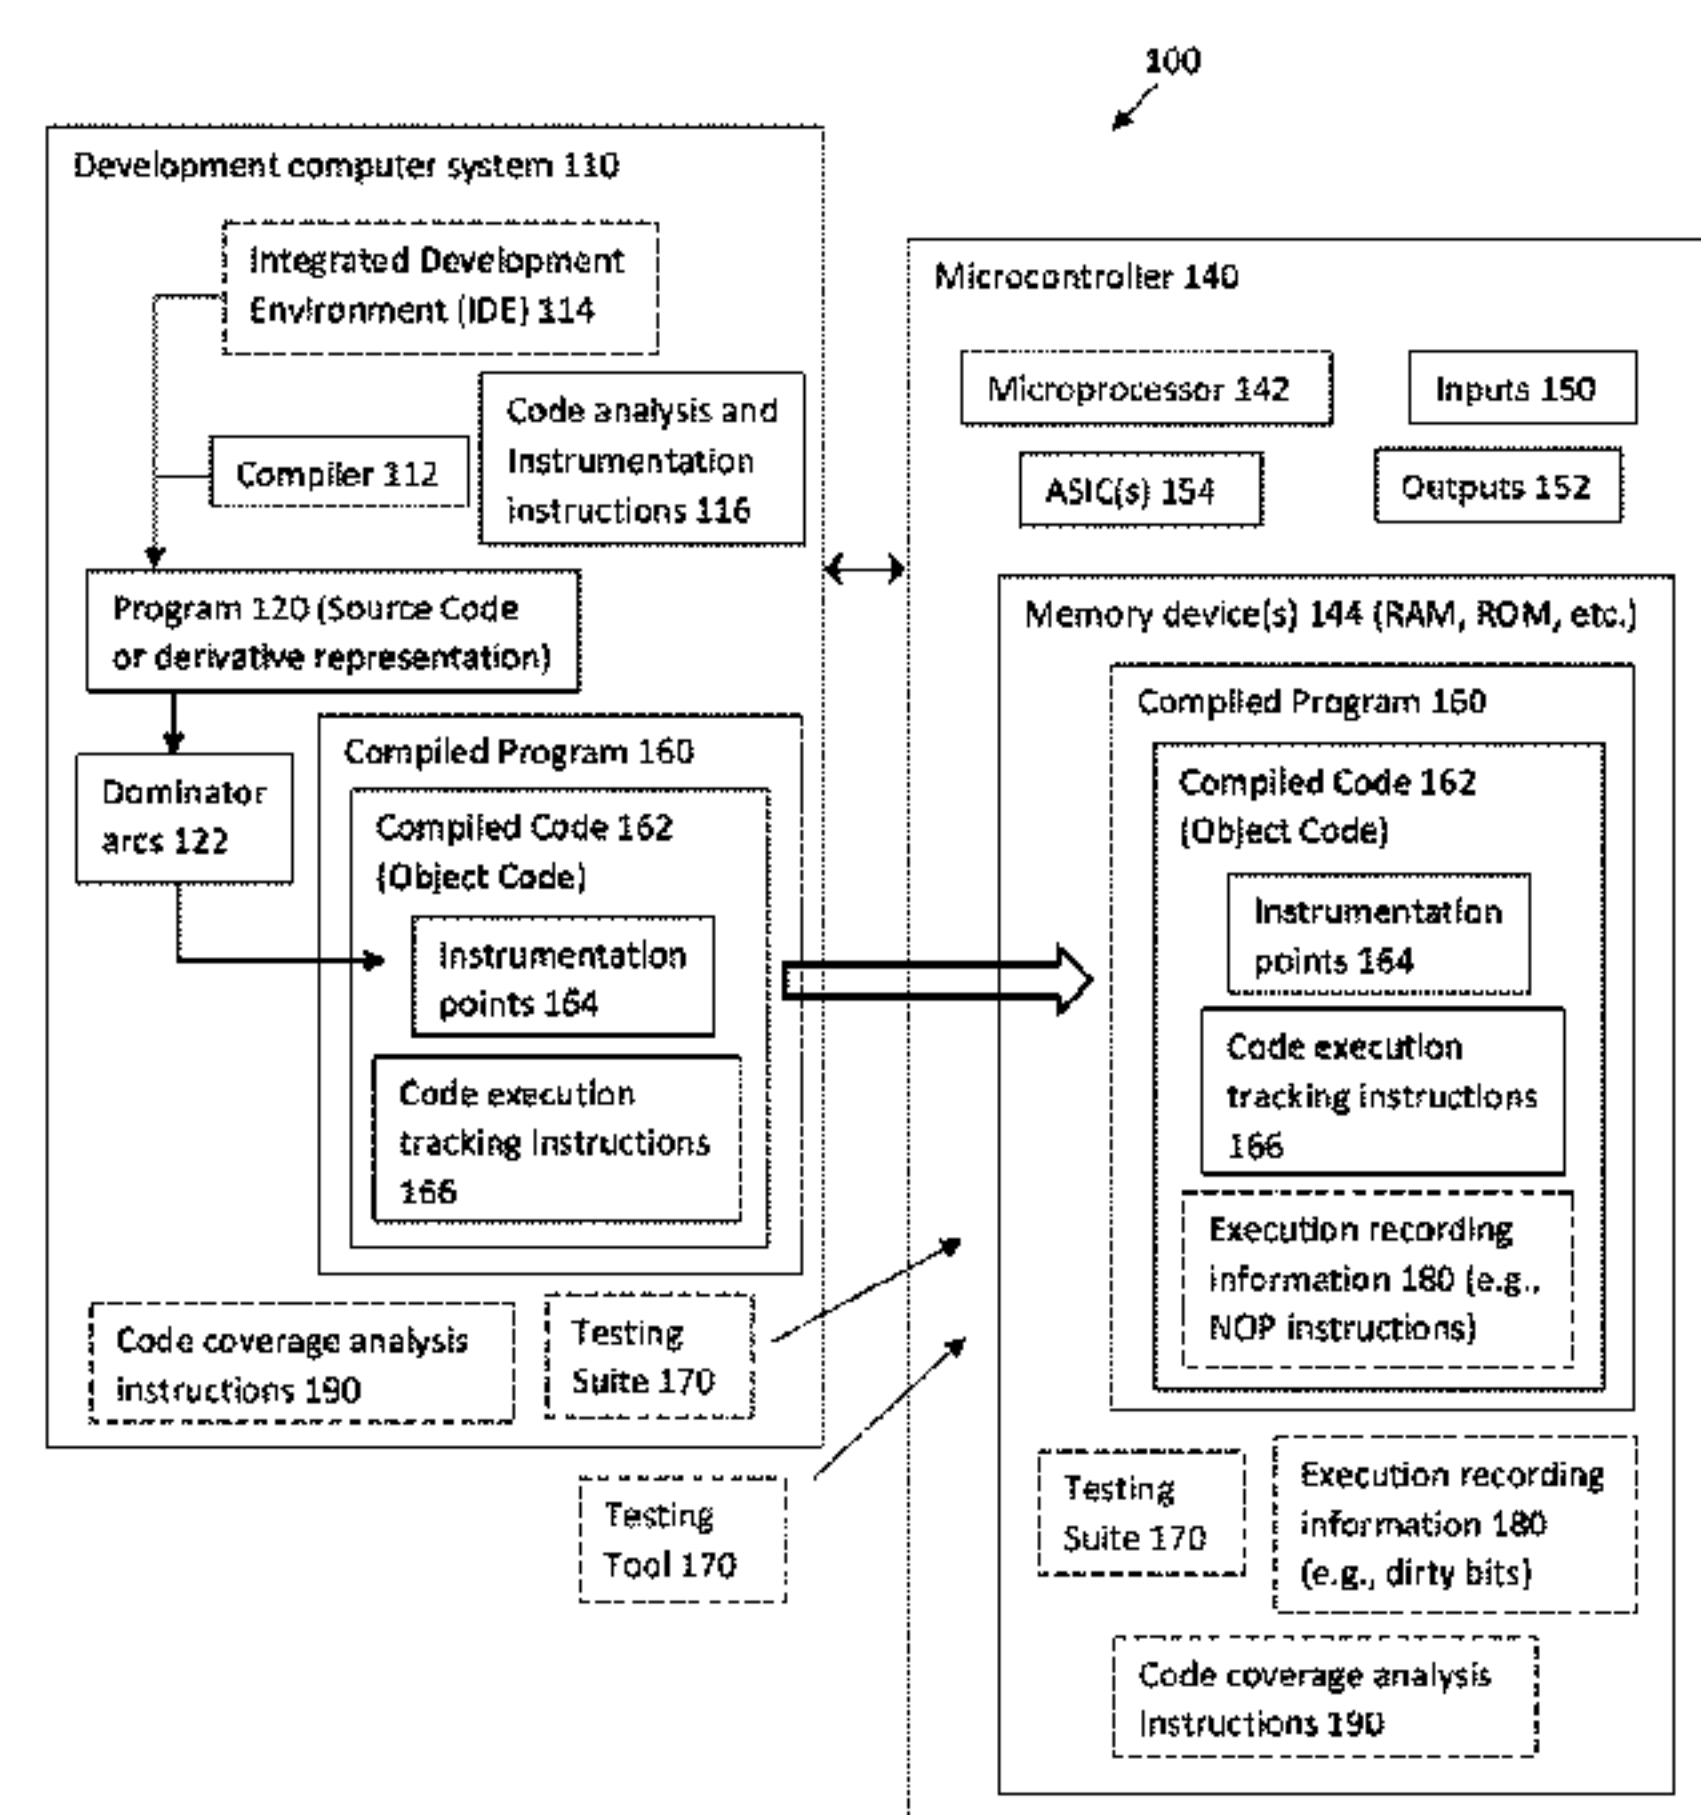 100
Development computer system 110
Integrated Development
Environment (IDE) 114
Code analysis and
Instrumentation
instructions 116
Compiler 112
Program 120 (Source Code
or derivative representation)
Dominator
arcs 122
Compiled Program 160
Compiled Code 162
(Object Code)
Instrumentation
points 164
Code execution
tracking instructions
166
Code coverage analysis
instructions 190
Testing
Suite 170
Testing
Tool 170
Microcontroller 140
Microprocessor 142
Inputs 150
ASIC(s) 154
Outputs 152
Memory device(s) 144 (RAM, ROM, etc.)
Compiled Program 160
Compiled Code 162
(Object Code)
Instrumentation
points 164
Code execution
tracking instructions
166
Execution recording
information 180 (e.g.,
NOP instructions)
Testing
Suite 170
Execution recording
information 180
(e.g., dirty bits)
Code coverage analysis
Instructions 190